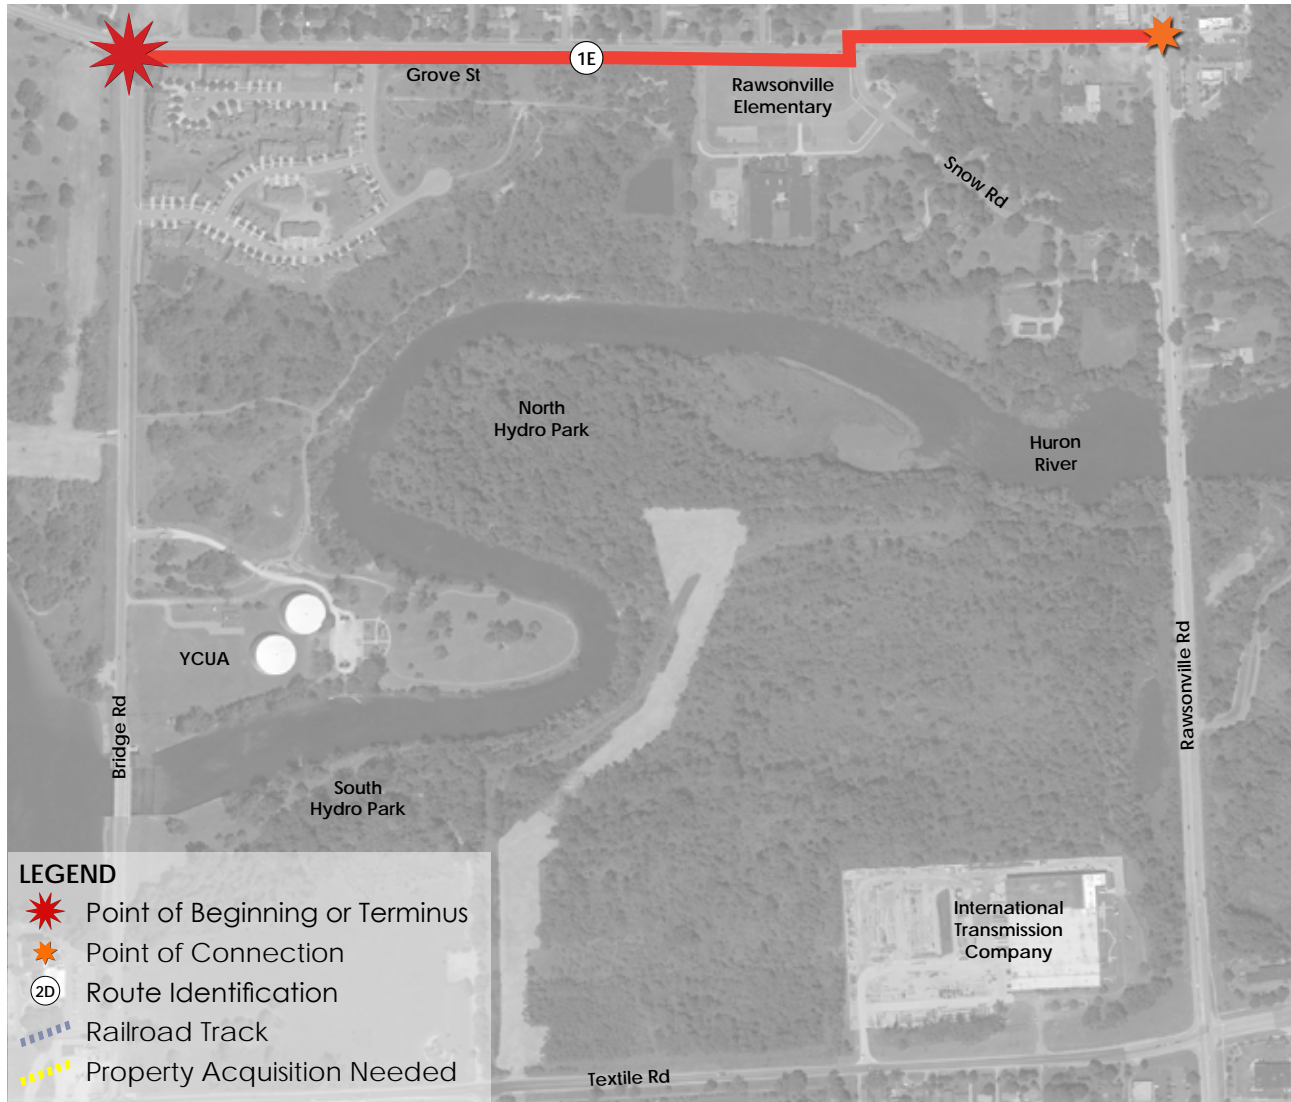 1E
Grove St
Rawsonville
Elementary
Snow Rd
North
Hydro Park
Huron
River
YCUA
Bridge Rd
Rawsonville Rd
South
Hydro Park
International
Transmission
Company
Textile Rd
LEGEND
Point of Beginning or Terminus
Point of Connection
2D Route Identification
Railroad Track
Property Acquisition Needed